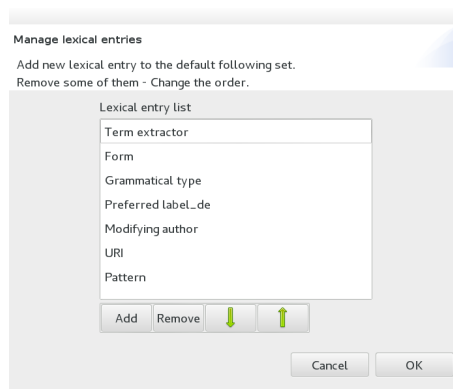 Manage lexical entries
Add new lexical entry to the default following set.
Remove some of them - Change the order.
Lexical entry list
Term extractor
Form
Grammatical type
Preferred label_de
Modifying author
URI
Pattern
Add Remove
Cancel OK